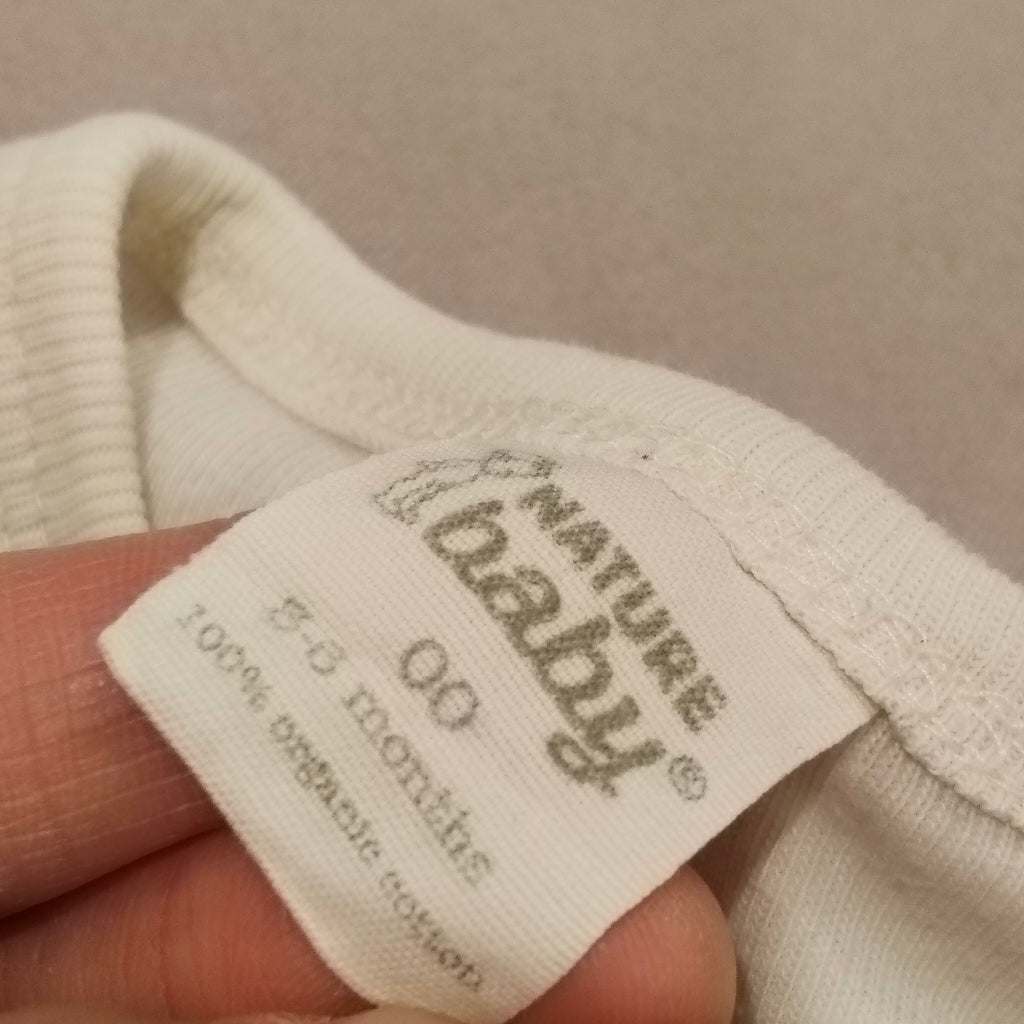 NATURE
baby®
00
3-6 months
100% organic cotton